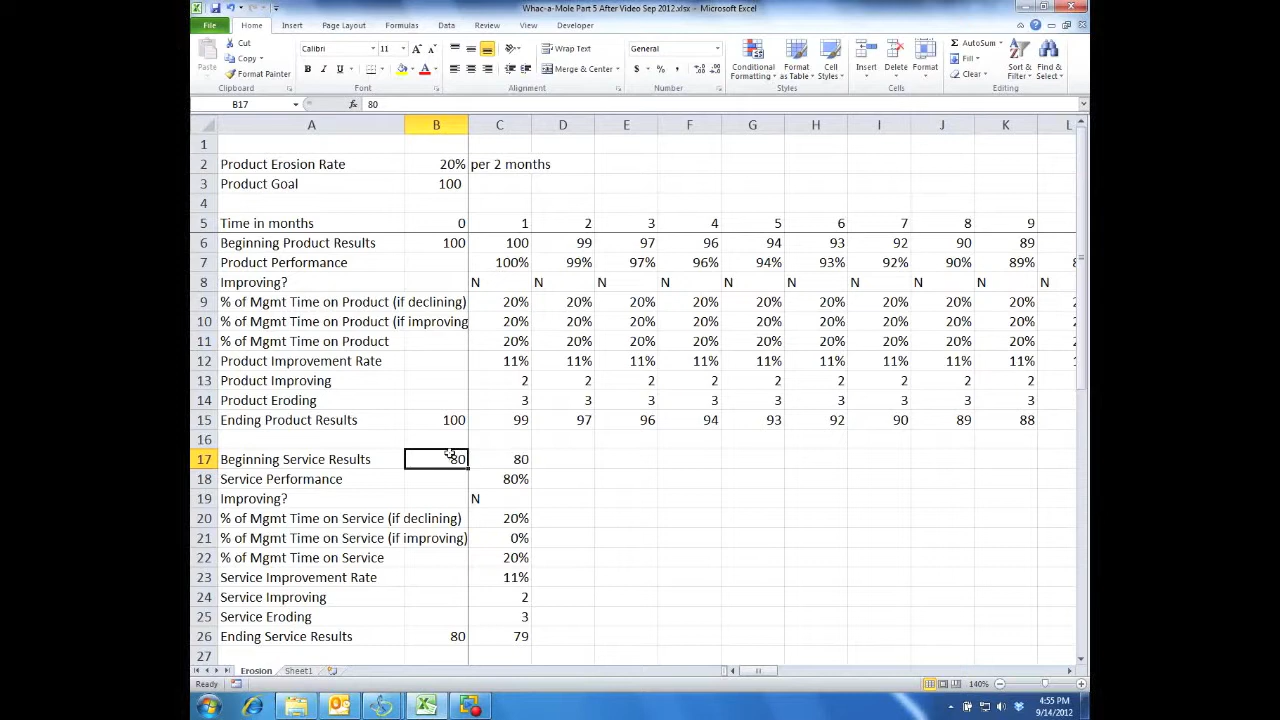 Whac-a-Mole Part 5 After Video Sep 2012.xlsx - Microsoft Excel
File Home Insert Page Layout Formulas Data Review View Developer
Paste Cut Copy Format Painter Clipboard
Calibri 11 B I U A Font
Wrap Text Merge & Center Alignment
General $ % , Number
Conditional Formatting Format as Table Cell Styles Styles
Insert Delete Format Cells
AutoSum Fill Clear Sort & Filter Find & Select Editing
B17 fx 80
A B C D E F G H I J K L
1
2 Product Erosion Rate 20% per 2 months
3 Product Goal 100
4
5 Time in months 0 1 2 3 4 5 6 7 8 9
6 Beginning Product Results 100 100 99 97 96 94 93 92 90 89
7 Product Performance 100% 99% 97% 96% 94% 93% 92% 90% 89% 8
8 Improving? N N N N N N N N N N
9 % of Mgmt Time on Product (if declining) 20% 20% 20% 20% 20% 20% 20% 20% 20% 2
10 % of Mgmt Time on Product (if improving 20% 20% 20% 20% 20% 20% 20% 20% 20% 2
11 % of Mgmt Time on Product 20% 20% 20% 20% 20% 20% 20% 20% 20% 2
12 Product Improvement Rate 11% 11% 11% 11% 11% 11% 11% 11% 11% 1
13 Product Improving 2 2 2 2 2 2 2 2 2
14 Product Eroding 3 3 3 3 3 3 3 3 3
15 Ending Product Results 100 99 97 96 94 93 92 90 89 88
16
17 Beginning Service Results 80 80
18 Service Performance 80%
19 Improving? N
20 % of Mgmt Time on Service (if declining) 20%
21 % of Mgmt Time on Service (if improving) 0%
22 % of Mgmt Time on Service 20%
23 Service Improvement Rate 11%
24 Service Improving 2
25 Service Eroding 3
26 Ending Service Results 80 79
27
Erosion Sheet1
Ready 140%
4:55 PM
9/14/2012